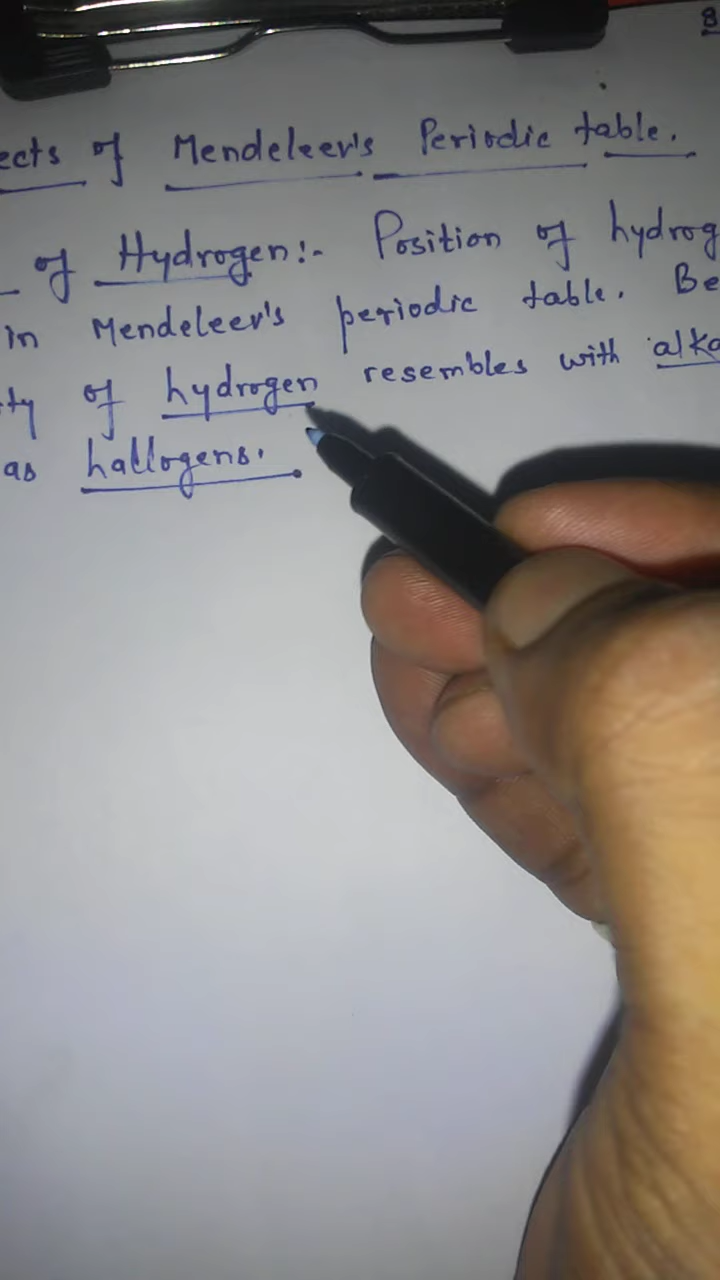 8
ects of Mendeleev's Periodic table.
of Hydrogen:- Position of hydrog
in Mendeleev's periodic table. Be
ty of hydrogen resembles with alka
as hallogens.